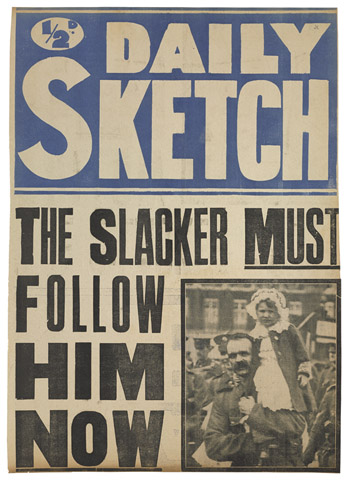 1/2D.
DAILY
SKETCH
THE SLACKER MUST
FOLLOW
HIM
NOW